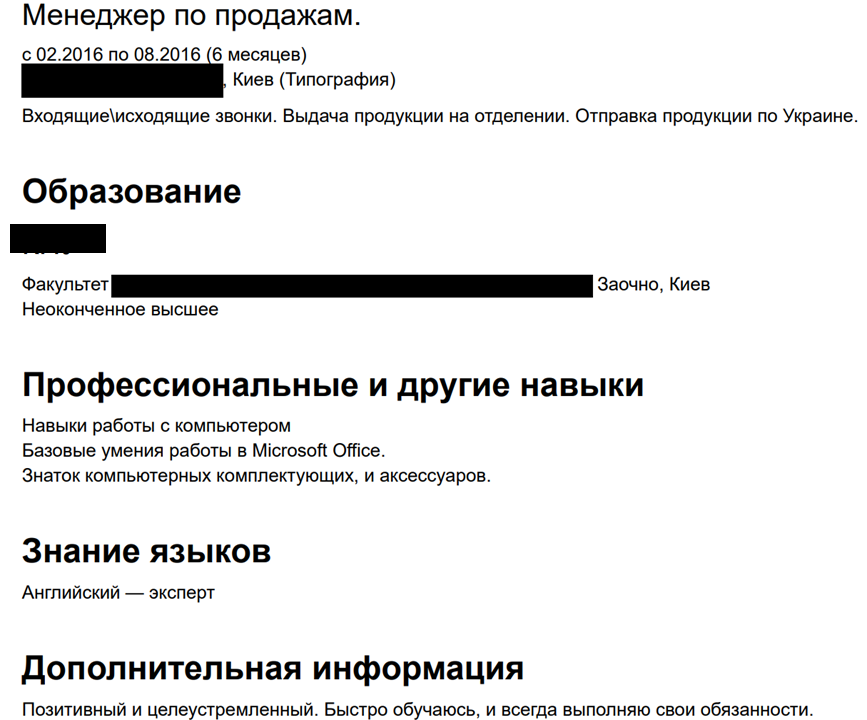 Менеджер по продажам.
с 02.2016 по 08.2016 (6 месяцев)
, Киев (Типография)
Входящие\исходящие звонки. Выдача продукции на отделении. Отправка продукции по Украине.
Образование
Факультет Заочно, Киев
Неоконченное высшее
Профессиональные и другие навыки
Навыки работы с компьютером
Базовые умения работы в Microsoft Office.
Знаток компьютерных комплектующих, и аксессуаров.
Знание языков
Английский — эксперт
Дополнительная информация
Позитивный и целеустремленный. Быстро обучаюсь, и всегда выполняю свои обязанности.